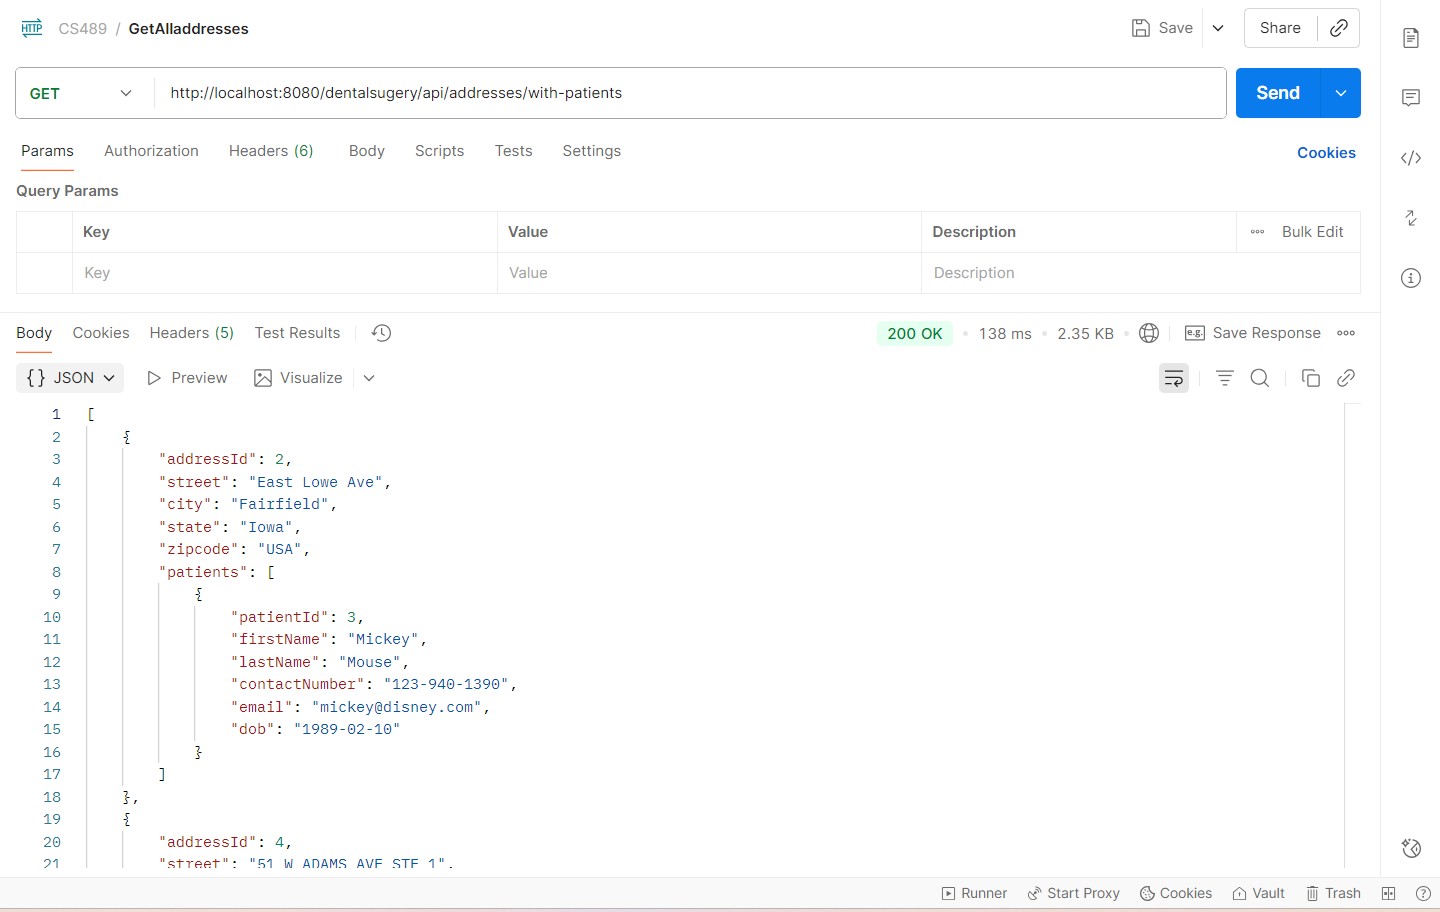 HTTP CS489 / GetAlladdresses Save Share
GET http://localhost:8080/dentalsugery/api/addresses/with-patients Send
Params Authorization Headers (6) Body Scripts Tests Settings Cookies
Query Params
Key Value Description Bulk Edit
Key Value Description
Body Cookies Headers (5) Test Results 200 OK 138 ms 2.35 KB e.g. Save Response
{} JSON Preview Visualize
1 [
2 {
3 "addressId": 2,
4 "street": "East Lowe Ave",
5 "city": "Fairfield",
6 "state": "Iowa",
7 "zipcode": "USA",
8 "patients": [
9 {
10 "patientId": 3,
11 "firstName": "Mickey",
12 "lastName": "Mouse",
13 "contactNumber": "123-940-1390",
14 "email": "mickey@disney.com",
15 "dob": "1989-02-10"
16 }
17 ]
18 },
19 {
20 "addressId": 4,
21 "street": "51 W ADAMS AVE STE 1",
Runner Start Proxy Cookies Vault Trash